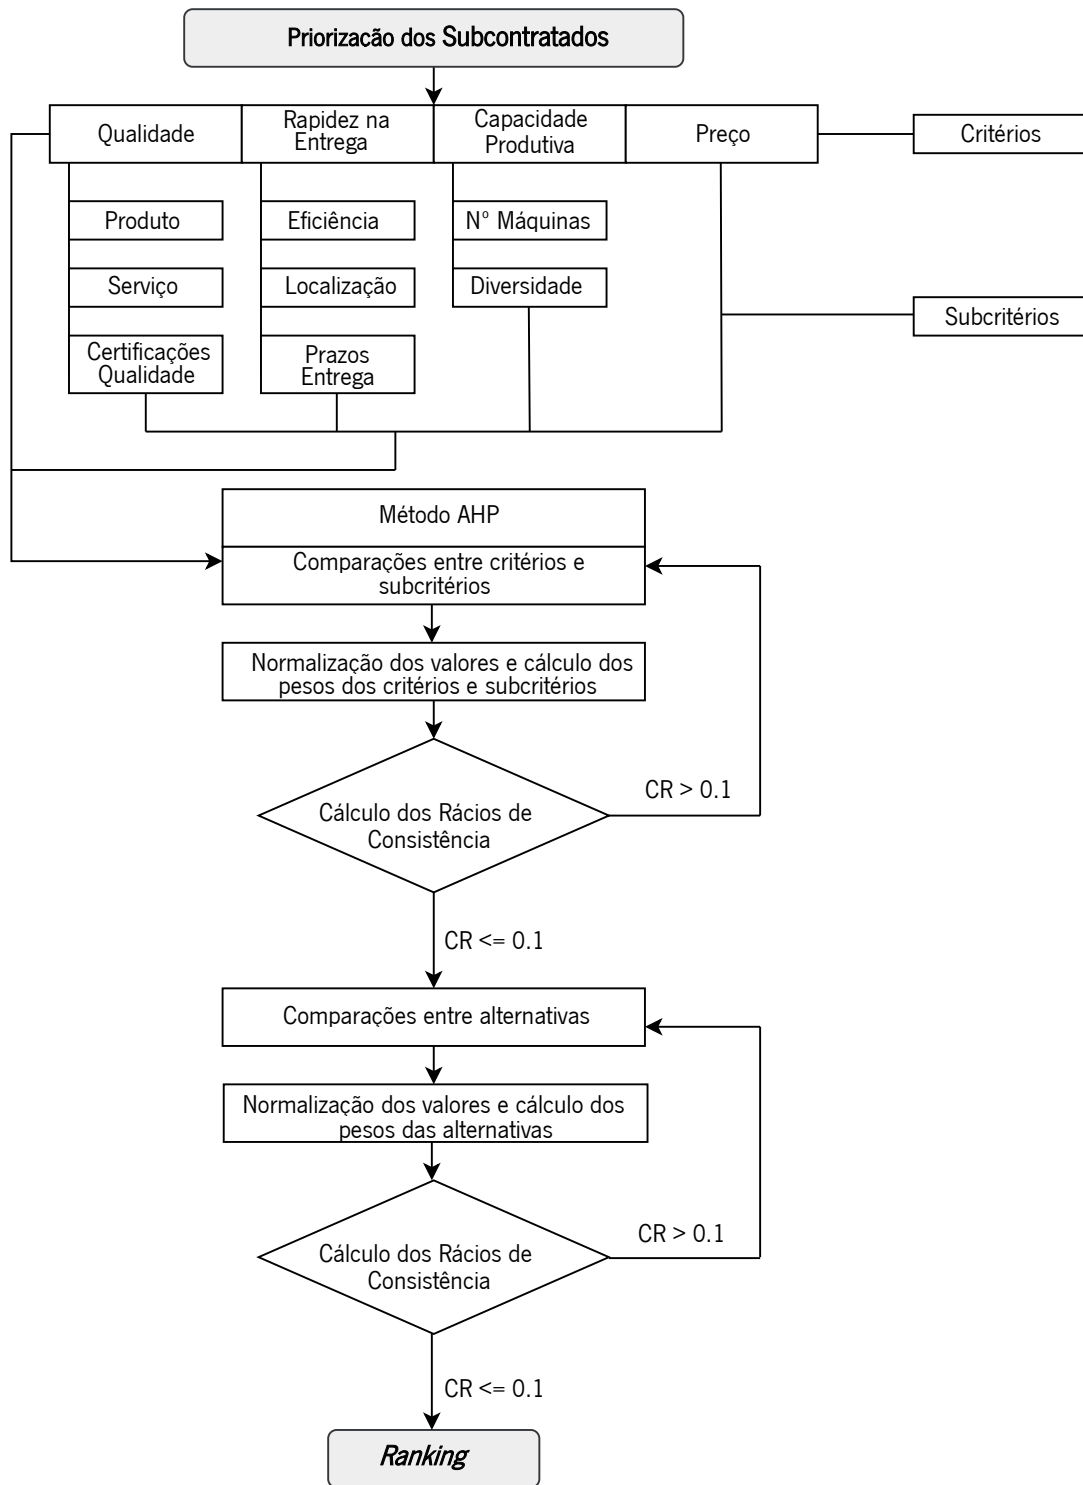 Priorizacão dos Subcontratados
Qualidade
Rapidez na
Entrega
Capacidade
Produtiva
Preço
Critérios
Produto
Eficiência
Nº Máquinas
Serviço
Localização
Diversidade
Subcritérios
Certificações
Qualidade
Prazos
Entrega
Método AHP
Comparações entre critérios e
subcritérios
Normalização dos valores e cálculo dos
pesos dos critérios e subcritérios
CR > 0.1
Cálculo dos Rácios de
Consistência
CR <= 0.1
Comparações entre alternativas
Normalização dos valores e cálculo dos
pesos das alternativas
CR > 0.1
Cálculo dos Rácios de
Consistência
CR <= 0.1
Ranking